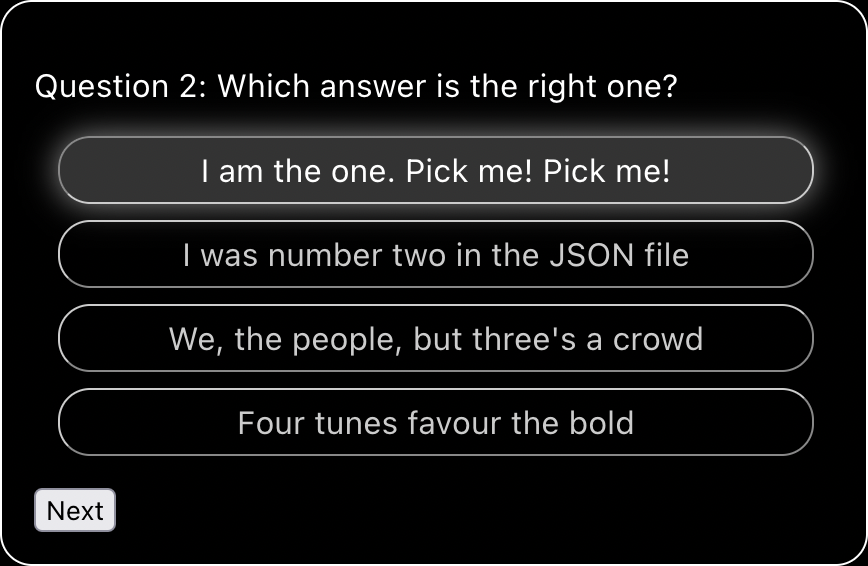 Question 2: Which answer is the right one?
I am the one. Pick me! Pick me!
I was number two in the JSON file
We, the people, but three's a crowd
Four tunes favour the bold
Next